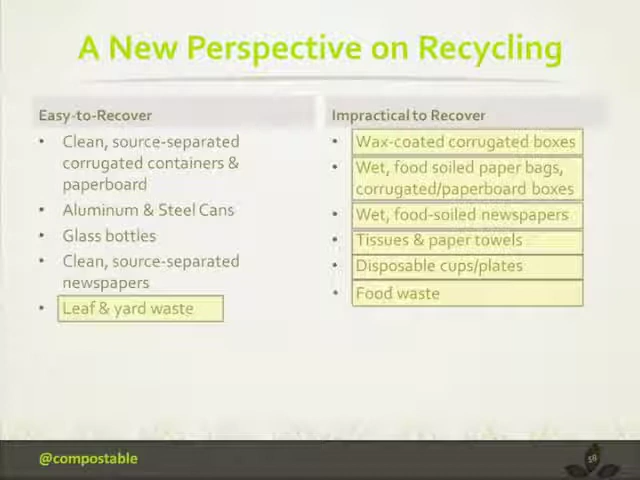 A New Perspective on Recycling
Easy-to-Recover
• Clean, source-separated
corrugated containers &
paperboard
• Aluminum & Steel Cans
• Glass bottles
• Clean, source-separated
newspapers
• Leaf & yard waste
Impractical to Recover
• Wax-coated corrugated boxes
• Wet, food soiled paper bags,
corrugated/paperboard boxes
• Wet, food-soiled newspapers
• Tissues & paper towels
• Disposable cups/plates
• Food waste
@compostable
58